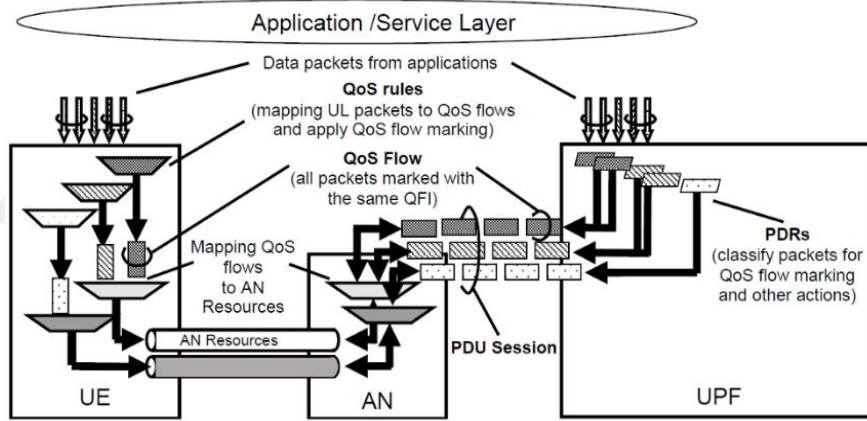 Application /Service Layer
Data packets from applications
QoS rules
(mapping UL packets to QoS flows
and apply QoS flow marking)
QoS Flow
(all packets marked with
the same QFI)
Mapping QoS
flows
to AN
Resources
PDRs
(classify packets for
QoS flow marking
and other actions)
AN Resources
PDU Session
UE
AN
UPF